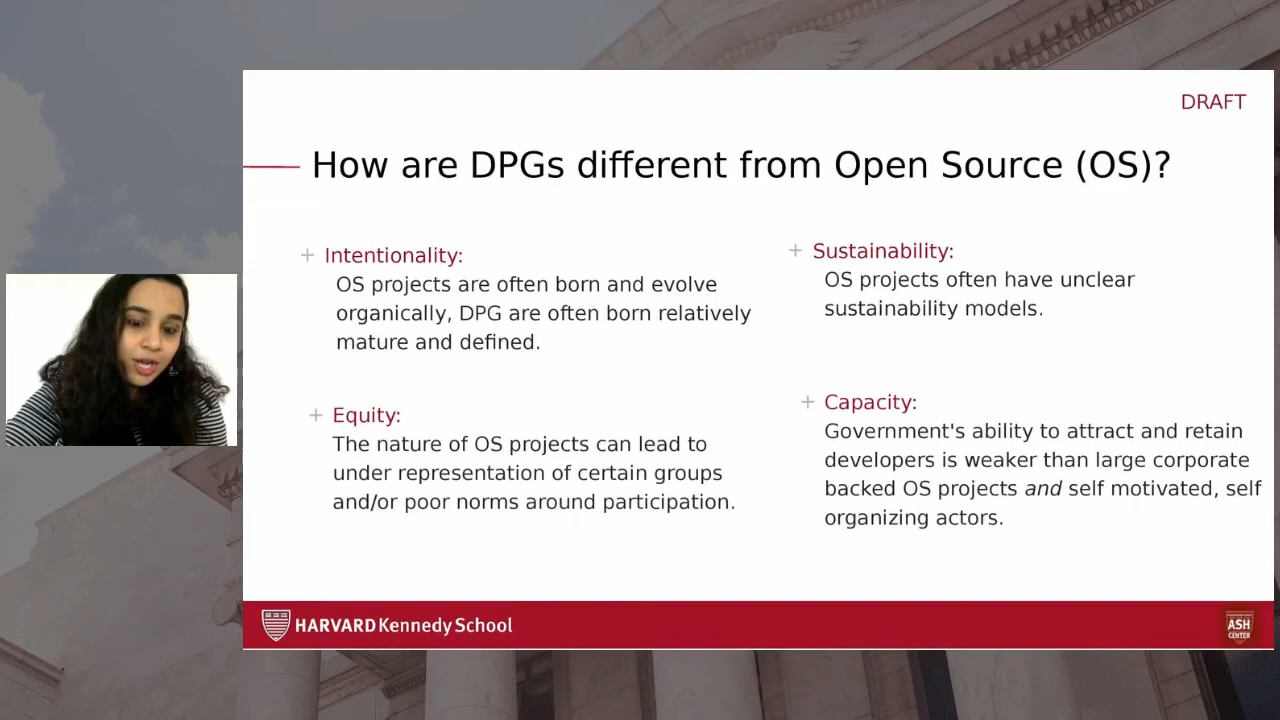 DRAFT
How are DPGs different from Open Source (OS)?
+ Intentionality:
OS projects are often born and evolve
organically, DPG are often born relatively
mature and defined.
+ Equity:
The nature of OS projects can lead to
under representation of certain groups
and/or poor norms around participation.
+ Sustainability:
OS projects often have unclear
sustainability models.
+ Capacity:
Government's ability to attract and retain
developers is weaker than large corporate
backed OS projects and self motivated, self
organizing actors.
HARVARD Kennedy School
ASH
CENTER